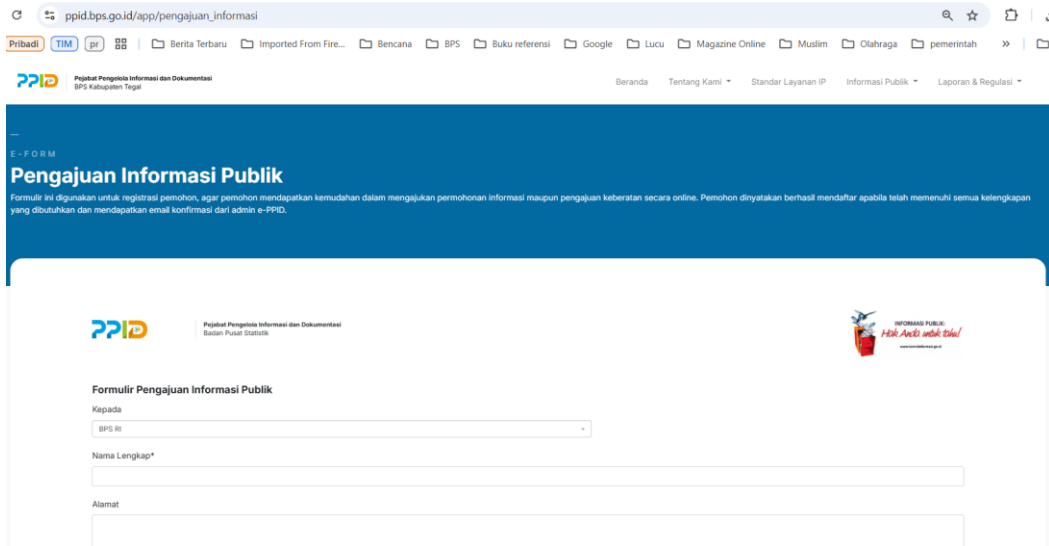 ppid.bps.go.id/app/pengajuan_informasi
Pribadi TIM pr Berita Terbaru Imported From Fire... Bencana BPS Buku referensi Google Lucu Magazine Online Muslim Olahraga pemerintah »
PPID
Pejabat Pengelola Informasi dan Dokumentasi
BPS Kabupaten Tegal
Beranda Tentang Kami Standar Layanan IP Informasi Publik Laporan & Regulasi
E-FORM
Pengajuan Informasi Publik
Formulir ini digunakan untuk registrasi pemohon, agar pemohon mendapatkan kemudahan dalam mengajukan permohonan informasi maupun pengajuan keberatan secara online. Pemohon dinyatakan berhasil mendaftar apabila telah memenuhi semua kelengkapan
yang dibutuhkan dan mendapatkan email konfirmasi dari admin e-PPID.
PPID
Pejabat Pengelola Informasi dan Dokumentasi
Badan Pusat Statistik
INFORMASI PUBLIK:
Hak Anda untuk tahu!
Formulir Pengajuan Informasi Publik
Kepada
BPS RI
Nama Lengkap*
Alamat